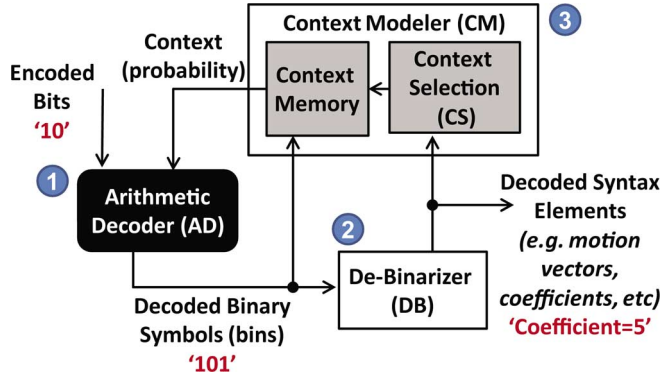 Context Modeler (CM)
3
Context
(probability)
Context
Memory
Context
Selection
(CS)
Encoded
Bits
'10'
1
Arithmetic
Decoder (AD)
2
De-Binarizer
(DB)
Decoded Syntax
Elements
(e.g. motion
vectors,
coefficients, etc)
'Coefficient=5'
Decoded Binary
Symbols (bins)
'101'